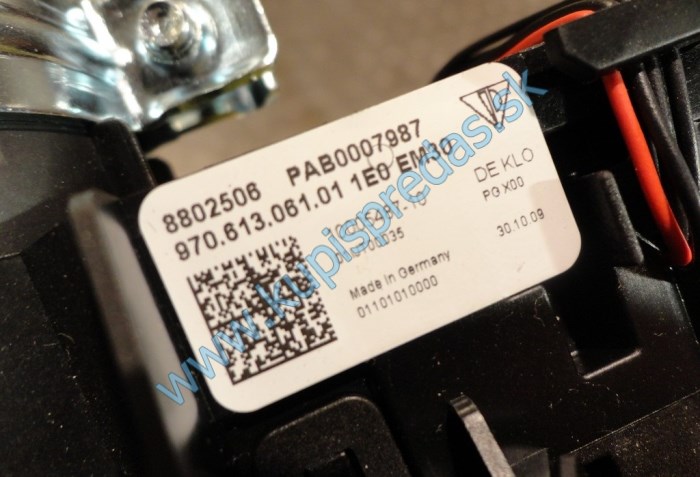 8802506 PAB0007987
970.613.061.01 1E0 EM30
DE KLO
PG X00
Made in Germany
01101010000
30.10.09
www.kupispredas.sk